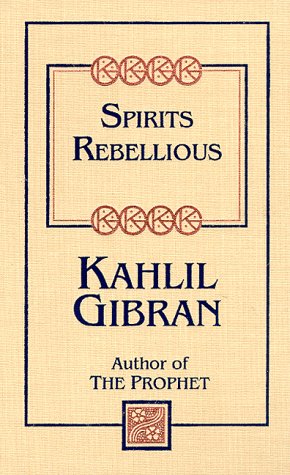 SPIRITS
REBELLIOUS
KAHLIL
GIBRAN
Author of
THE PROPHET